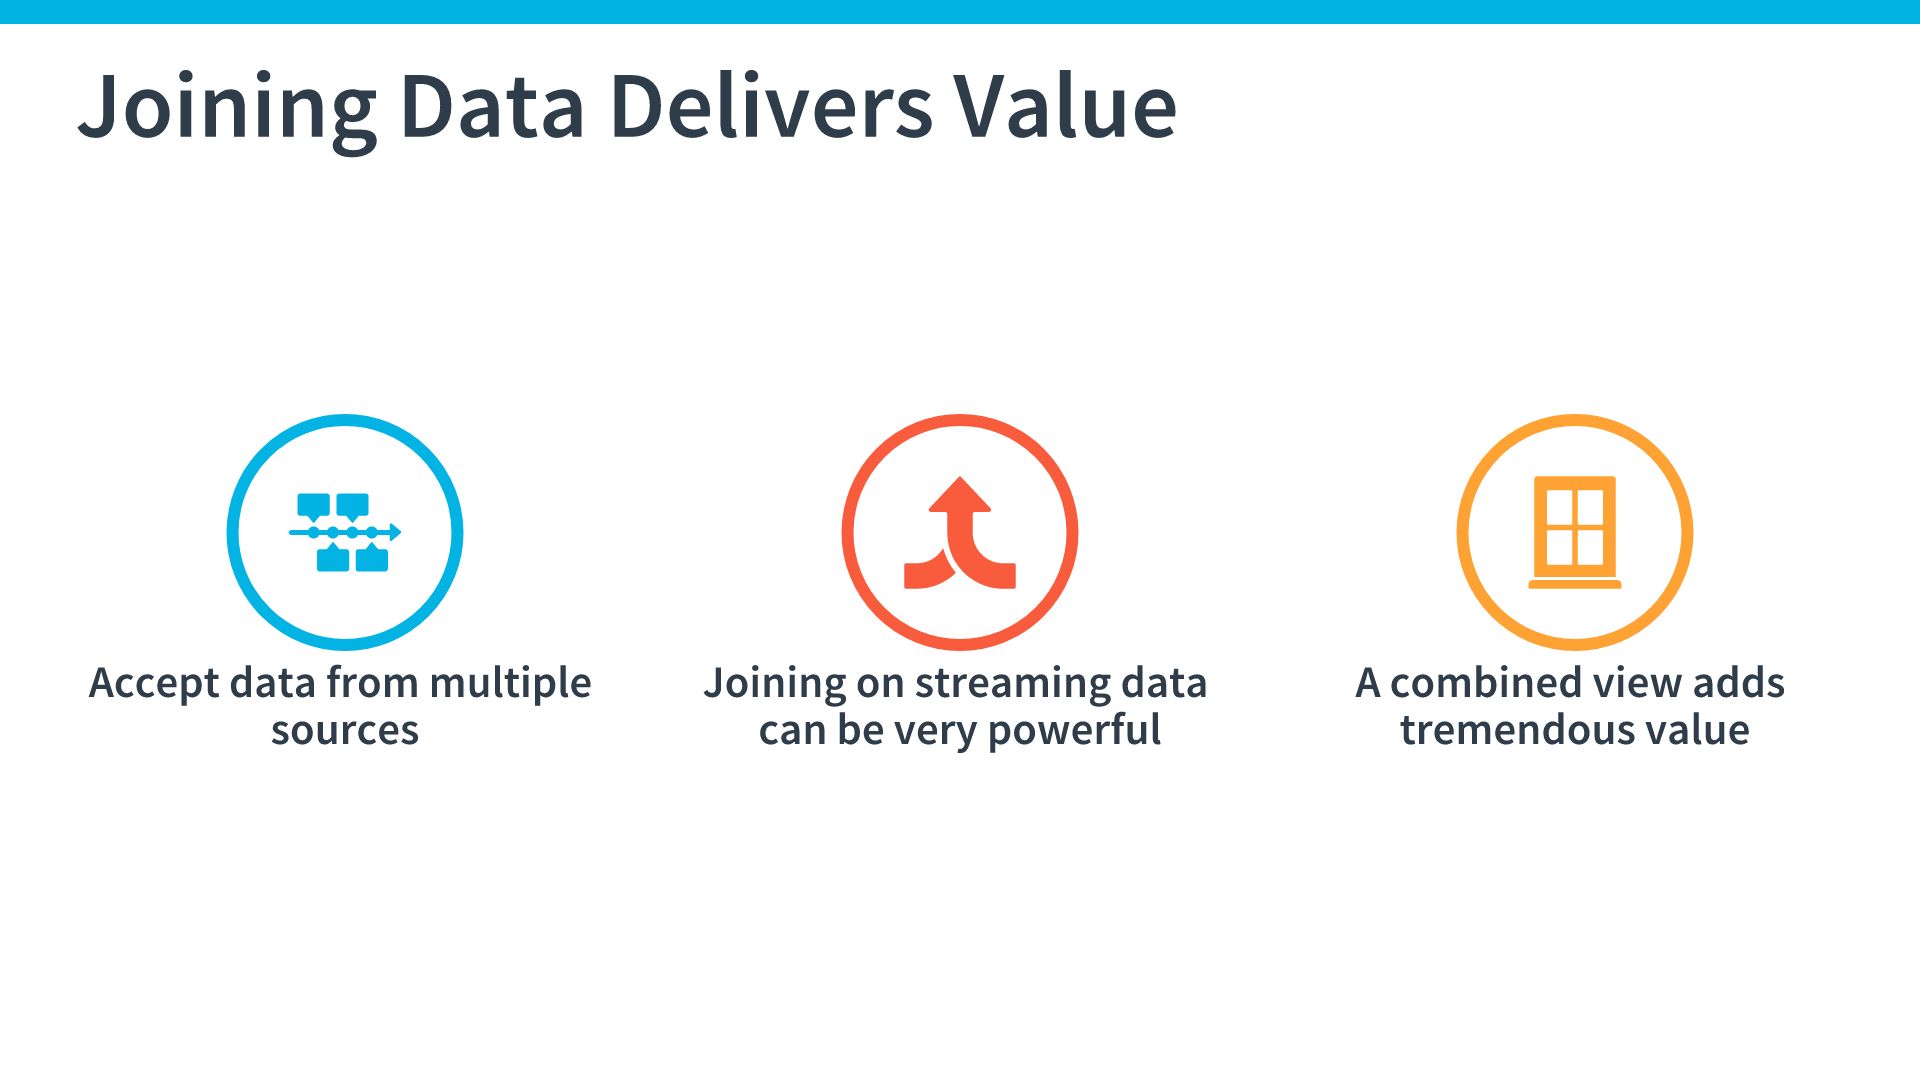 Joining Data Delivers Value
Accept data from multiple
sources
Joining on streaming data
can be very powerful
A combined view adds
tremendous value